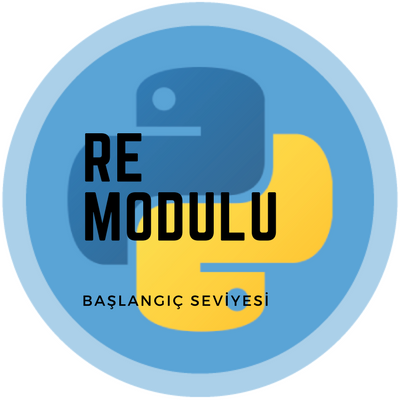 RE
MODULU
BAŞLANGIÇ SEVİYESİ